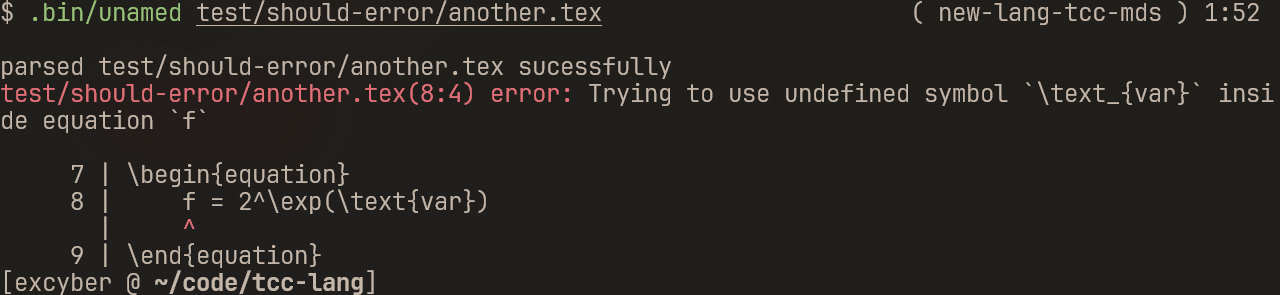 $ .bin/unamed test/should-error/another.tex ( new-lang-tcc-mds ) 1:52
parsed test/should-error/another.tex sucessfully
test/should-error/another.tex(8:4) error: Trying to use undefined symbol `\text_{var}` insi
de equation `f`
7 | \begin{equation}
8 |     f = 2^\exp(\text{var})
  |     ^
9 | \end{equation}
[excyber @ ~/code/tcc-lang]